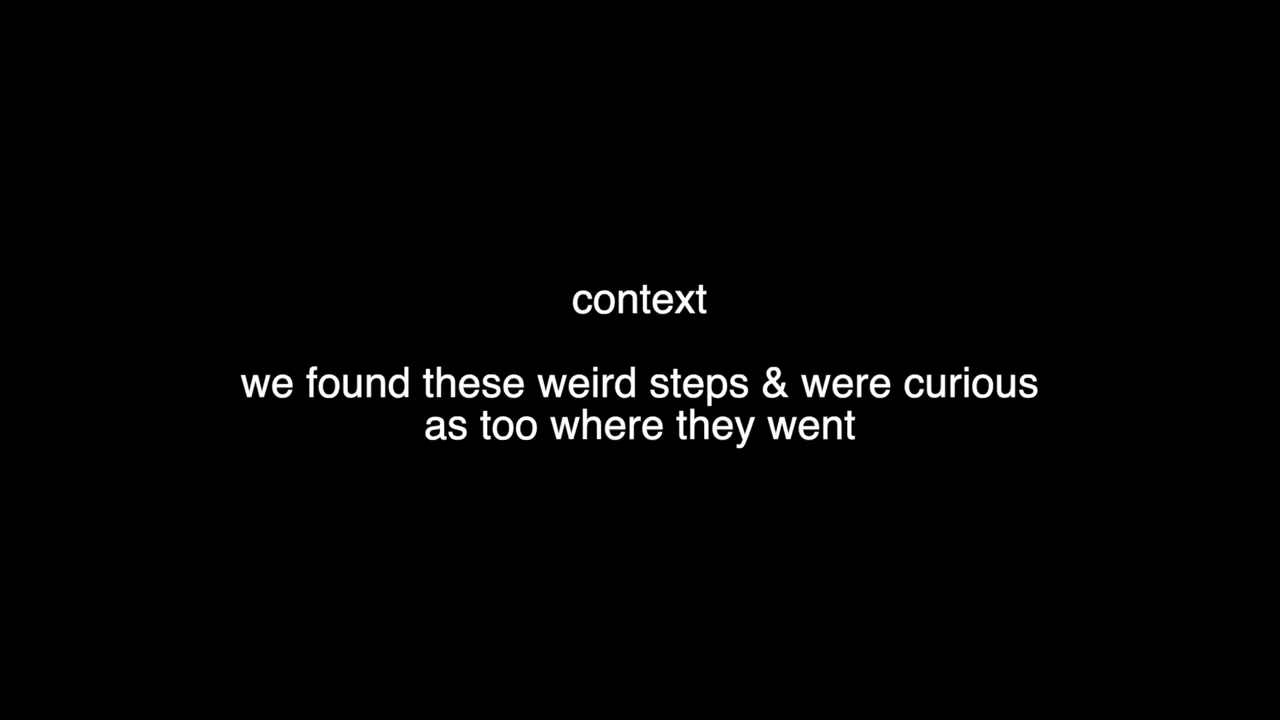 context
we found these weird steps & were curious
as too where they went